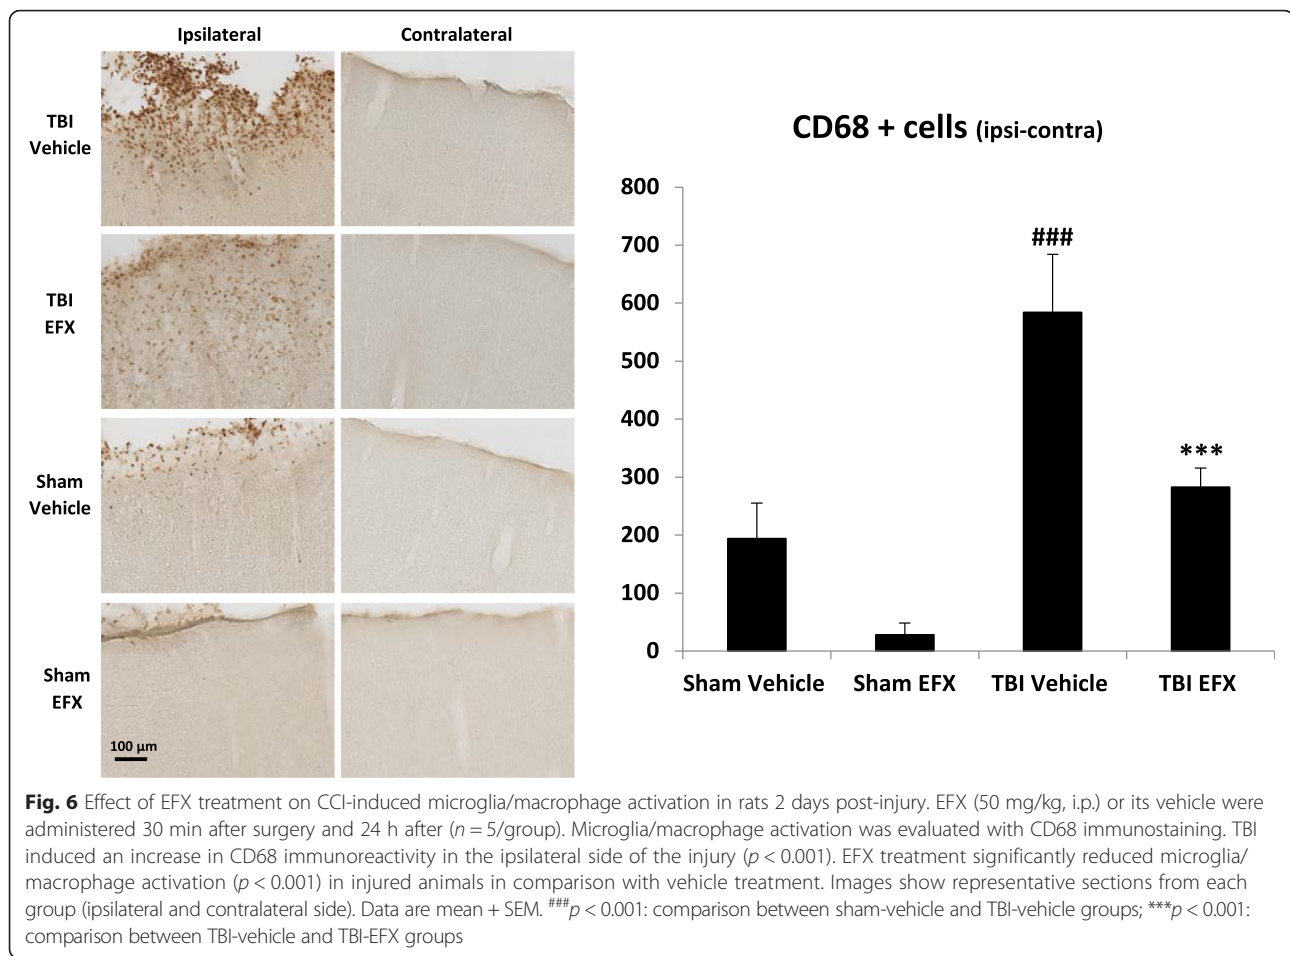 Ipsilateral
Contralateral
TBI
Vehicle
TBI
EFX
Sham
Vehicle
Sham
EFX
100 µm
CD68 + cells (ipsi-contra)
800
700
600
500
400
300
200
100
0
###
***
Sham Vehicle
Sham EFX
TBI Vehicle
TBI EFX
Fig. 6 Effect of EFX treatment on CCI-induced microglia/macrophage activation in rats 2 days post-injury. EFX (50 mg/kg, i.p.) or its vehicle were
administered 30 min after surgery and 24 h after (n = 5/group). Microglia/macrophage activation was evaluated with CD68 immunostaining. TBI
induced an increase in CD68 immunoreactivity in the ipsilateral side of the injury (p < 0.001). EFX treatment significantly reduced microglia/
macrophage activation (p < 0.001) in injured animals in comparison with vehicle treatment. Images show representative sections from each
group (ipsilateral and contralateral side). Data are mean + SEM. ###p < 0.001: comparison between sham-vehicle and TBI-vehicle groups; ***p < 0.001:
comparison between TBI-vehicle and TBI-EFX groups